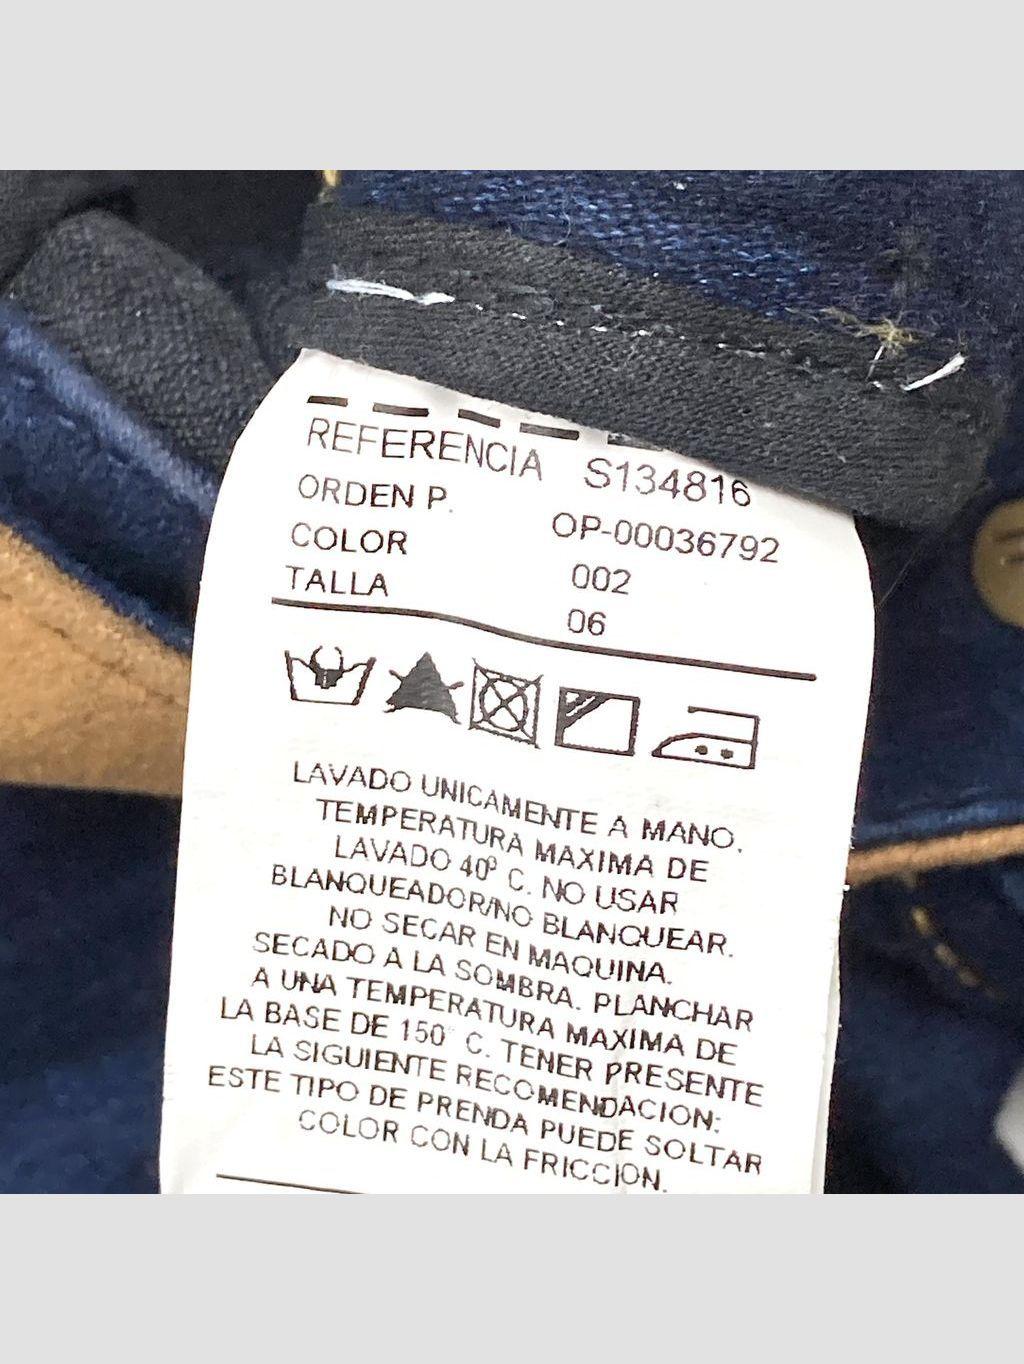 REFERENCIA S134816
ORDEN P. OP-00036792
COLOR 002
TALLA 06
LAVADO UNICAMENTE A MANO.
TEMPERATURA MAXIMA DE
LAVADO 40º C. NO USAR
BLANQUEADOR/NO BLANQUEAR.
NO SECAR EN MAQUINA.
SECADO A LA SOMBRA. PLANCHAR
A UNA TEMPERATURA MAXIMA DE
LA BASE DE 150° C. TENER PRESENTE
LA SIGUIENTE RECOMENDACION:
ESTE TIPO DE PRENDA PUEDE SOLTAR
COLOR CON LA FRICCION.